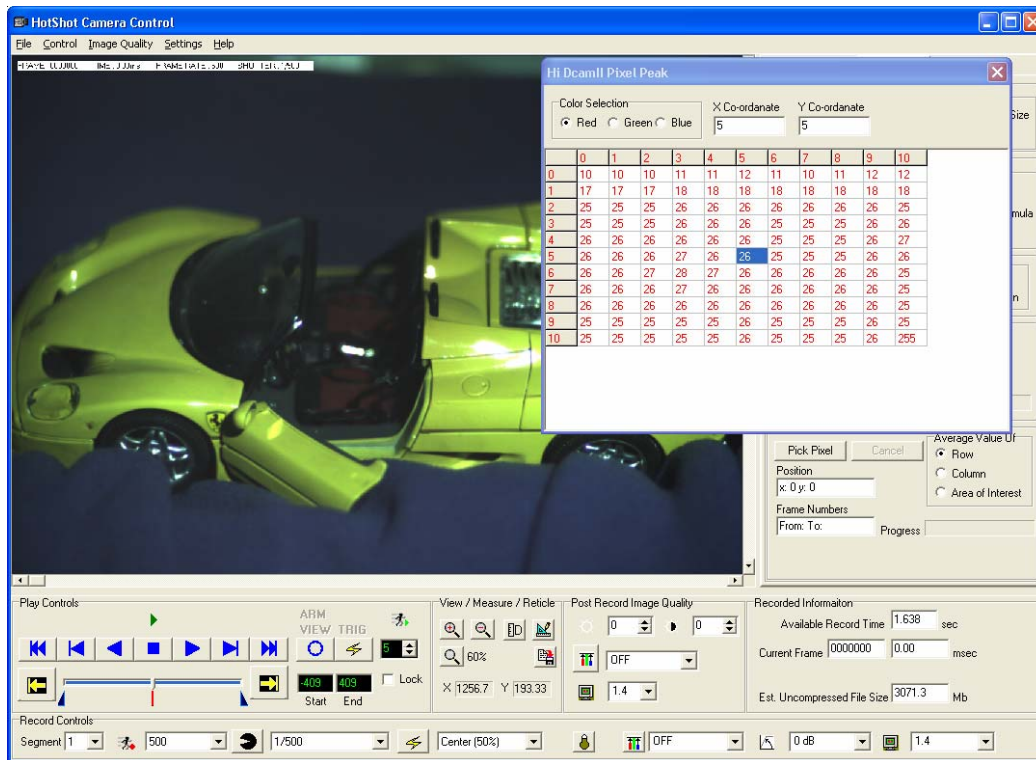 HotShot Camera Control
File Control Image Quality Settings Help
Hi DcamII Pixel Peak
Color Selection
Red Green Blue
X Co-ordanate
5
Y Co-ordanate
5
0 1 2 3 4 5 6 7 8 9 10
0 10 10 10 11 11 12 11 10 11 12 12
1 17 17 17 18 18 18 18 18 18 18 18
2 25 25 25 26 26 26 26 26 26 26 25
3 25 25 25 26 26 26 25 25 25 26 26
4 26 26 26 26 26 26 25 25 25 26 27
5 26 26 26 27 26 26 25 25 25 26 26
6 26 26 27 28 27 26 26 26 26 26 25
7 26 26 26 27 26 26 26 26 26 26 25
8 26 26 26 26 26 26 26 26 26 26 25
9 25 25 25 25 25 26 25 25 25 26 25
10 25 25 25 25 25 26 25 25 25 26 255
Size
mula
n
Pick Pixel Cancel
Position
x: 0 y: 0
Frame Numbers
From: To:
Progress
Average Value Of
Row
Column
Area of Interest
Play Controls
ARM
VIEW TRIG
5
-409 409
Start End
Lock
View / Measure / Reticle
60%
X 1256.7 Y 193.33
Post Record Image Quality
0 0
OFF
1.4
Recorded Informaiton
Available Record Time 1.638 sec
Current Frame 0000000 0.00 msec
Est. Uncompressed File Size 3071.3 Mb
Record Controls
Segment 1 500 1/500 Center (50%) OFF 0 dB 1.4